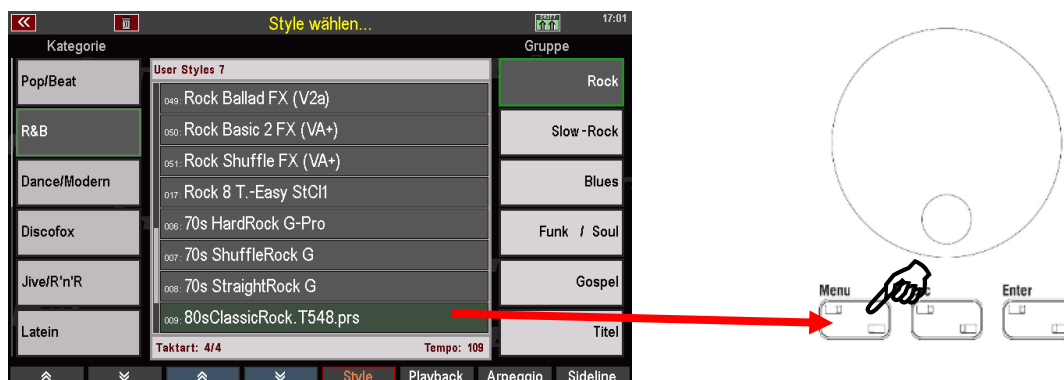 Style wählen...
SHIFT
17:01
Kategorie
Gruppe
Pop/Beat
R&B
Dance/Modern
Discofox
Jive/R'n'R
Latein
User Styles 7
049: Rock Ballad FX (V2a)
050: Rock Basic 2 FX (VA+)
051: Rock Shuffle FX (VA+)
017: Rock 8 T.-Easy StCl1
006: 70s HardRock G-Pro
007: 70s ShuffleRock G
008: 70s StraightRock G
009: 80sClassicRock.T548.prs
Taktart: 4/4 Tempo: 109
Rock
Slow-Rock
Blues
Funk / Soul
Gospel
Titel
Style Playback Arpeggio Sideline
Menu
Enter